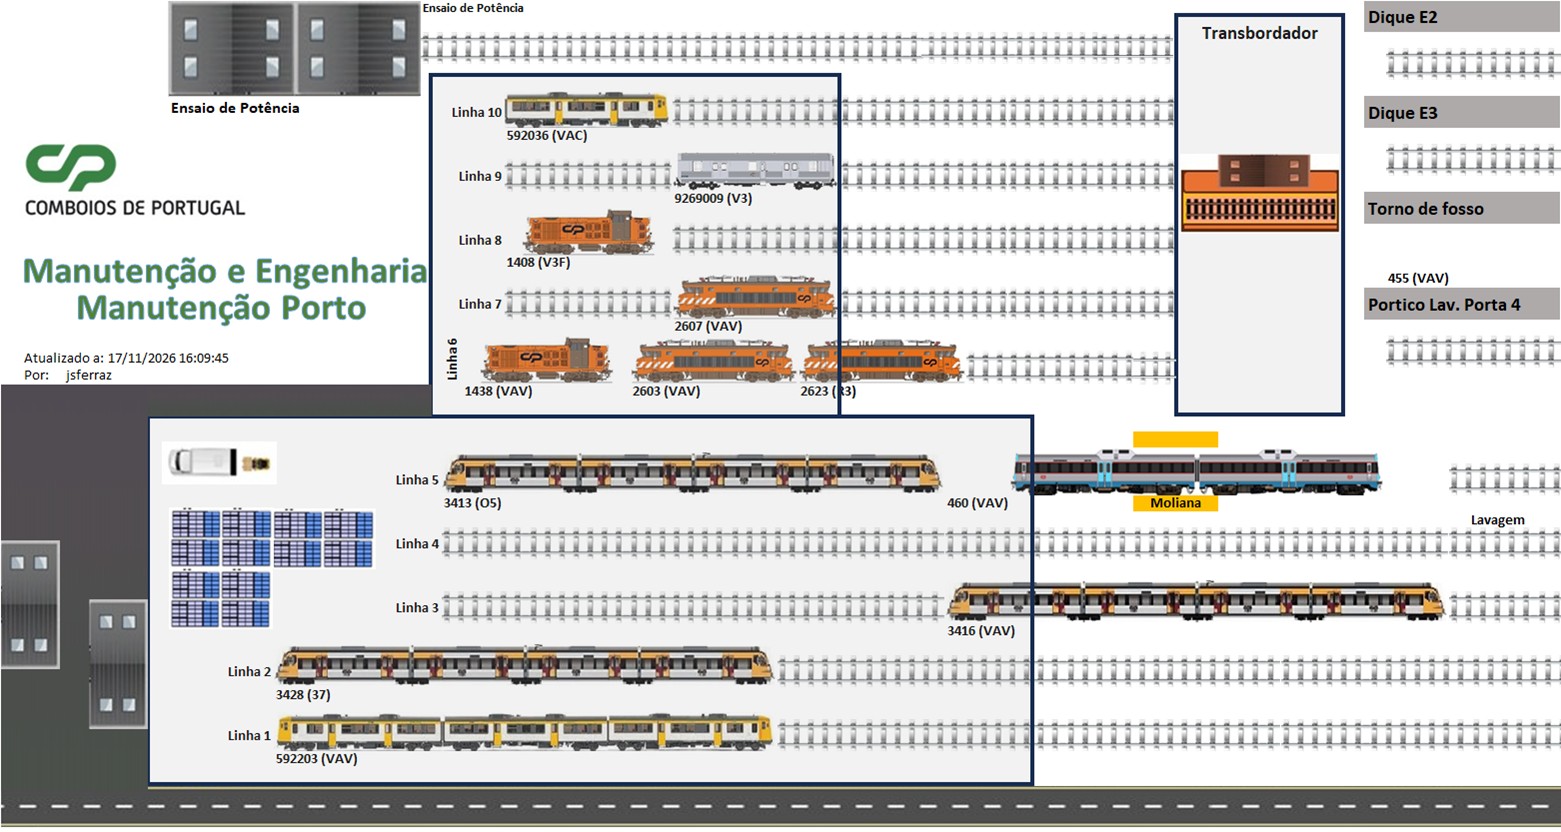 Ensaio de Potência
Ensaio de Potência
Transbordador
Dique E2
Dique E3
Torno de fosso
455 (VAV)
Portico Lav. Porta 4
CP
COMBOIOS DE PORTUGAL
Manutenção e Engenharia
Manutenção Porto
Atualizado a: 17/11/2026 16:09:45
Por: jsferraz
Linha 10
592036 (VAC)
Linha 9
9269009 (V3)
Linha 8
1408 (V3F)
Linha 7
2607 (VAV)
Linha 6
1438 (VAV)
2603 (VAV)
2623 (R3)
Linha 5
3413 (O5)
460 (VAV)
Moliana
Lavagem
Linha 4
Linha 3
3416 (VAV)
Linha 2
3428 (37)
Linha 1
592203 (VAV)